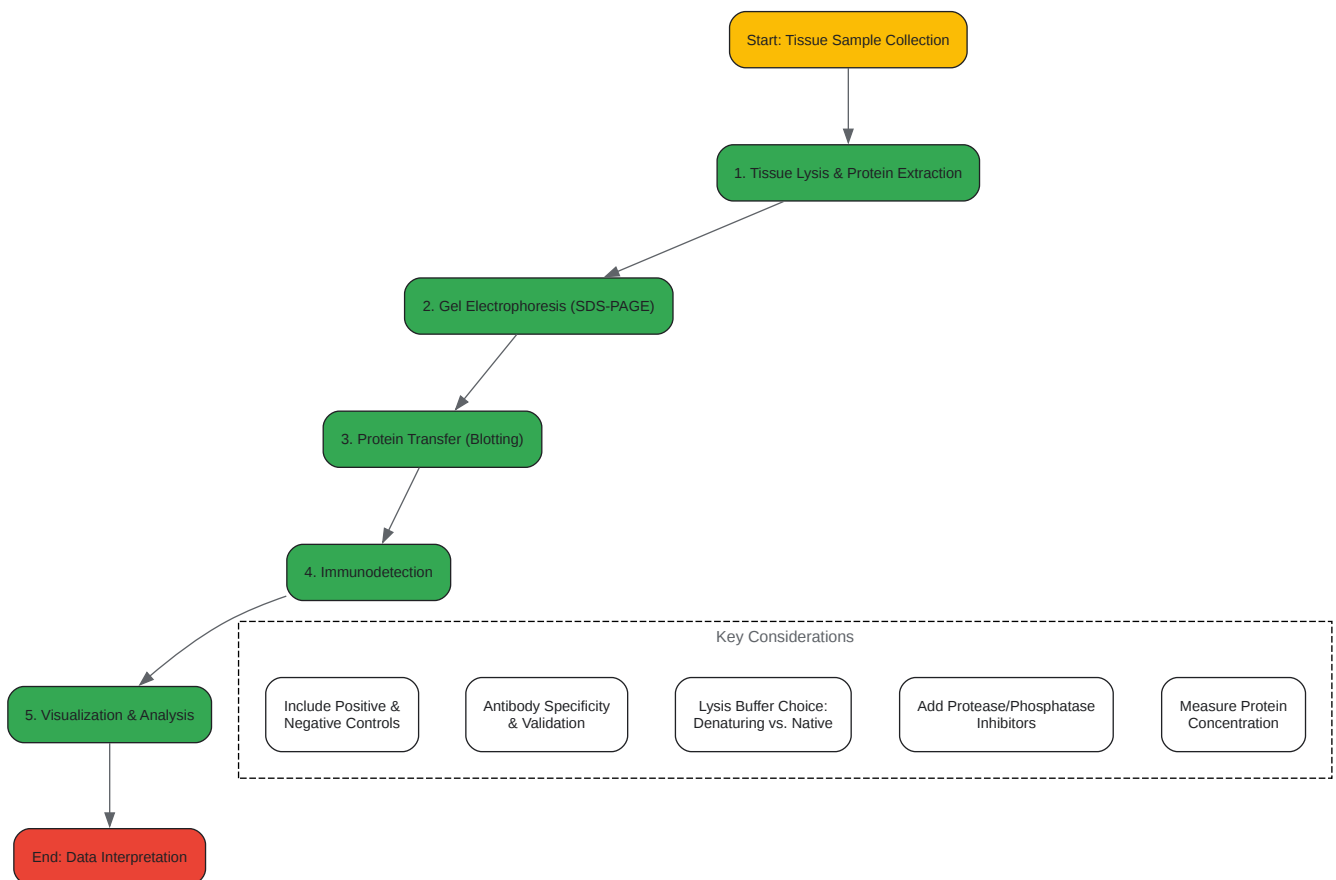 Start: Tissue Sample Collection
1. Tissue Lysis & Protein Extraction
2. Gel Electrophoresis (SDS-PAGE)
3. Protein Transfer (Blotting)
4. Immunodetection
Key Considerations
Include Positive &
Negative Controls
Antibody Specificity
& Validation
Lysis Buffer Choice:
Denaturing vs. Native
Add Protease/Phosphatase
Inhibitors
Measure Protein
Concentration
5. Visualization & Analysis
End: Data Interpretation